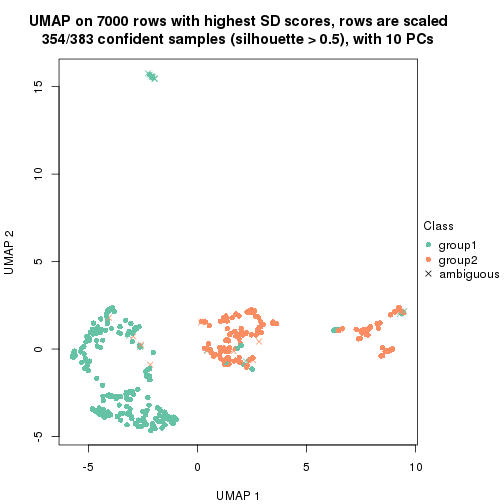 UMAP on 7000 rows with highest SD scores, rows are scaled
354/383 confident samples (silhouette > 0.5), with 10 PCs
15
10
5
0
-5
UMAP 2
-5
0
5
10
UMAP 1
Class
group1
group2
ambiguous